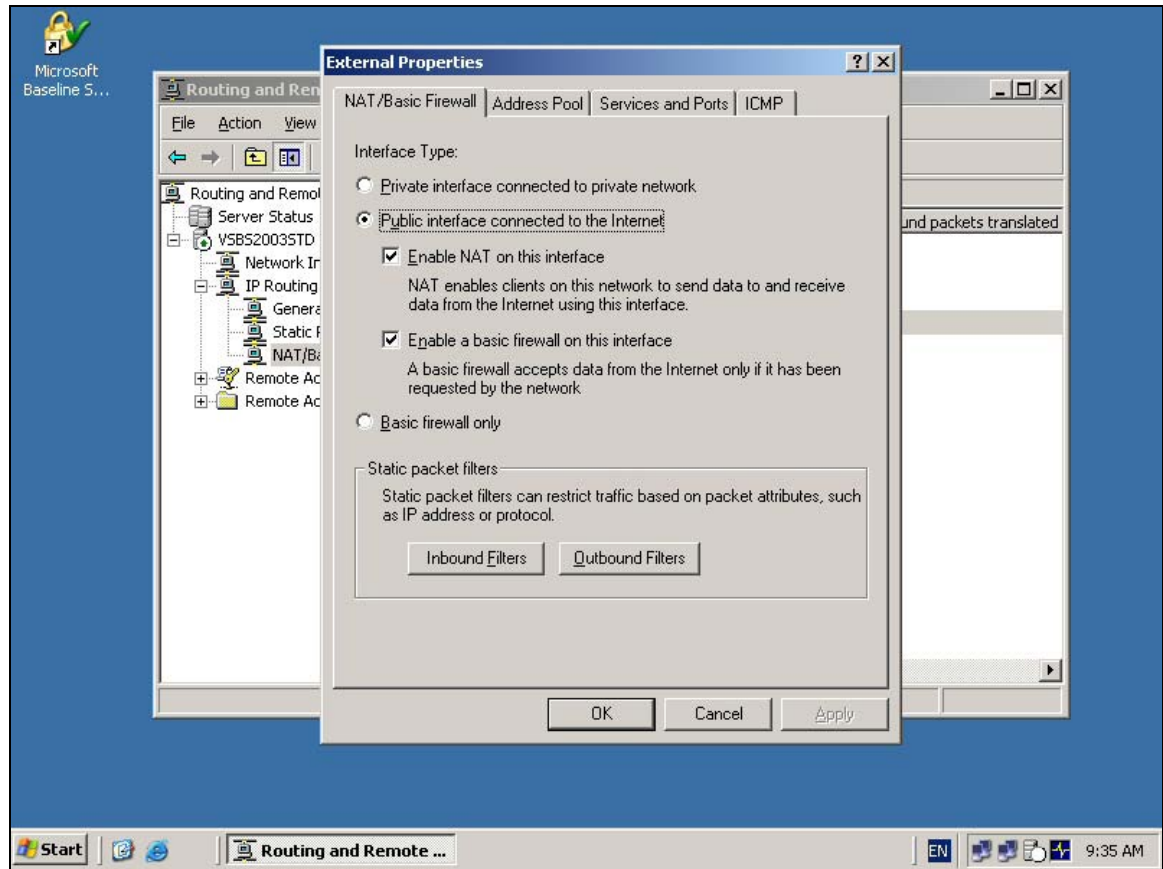 Microsoft
Baseline S...
External Properties
Routing and Ren
File Action View
NAT/Basic Firewall Address Pool Services and Ports ICMP
Interface Type:
Private interface connected to private network
Public interface connected to the Internet
Enable NAT on this interface
NAT enables clients on this network to send data to and receive
data from the Internet using this interface.
Enable a basic firewall on this interface
A basic firewall accepts data from the Internet only if it has been
requested by the network
Basic firewall only
Static packet filters
Static packet filters can restrict traffic based on packet attributes, such
as IP address or protocol.
Inbound Filters Outbound Filters
OK Cancel Apply
Routing and Remo
Server Status
VSBS2003STD
Network Ir
IP Routing
Genera
Static R
NAT/Ba
Remote Ac
Remote Ac
und packets translated
Start
Routing and Remote ...
EN
9:35 AM